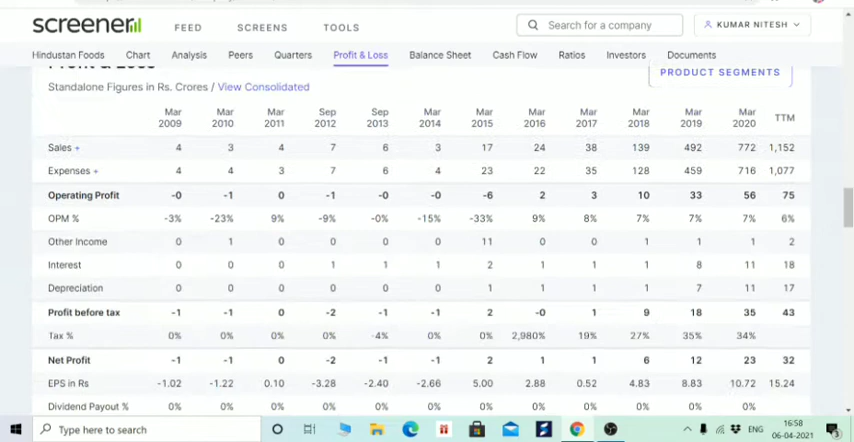 screener
FEED SCREENS TOOLS
Search for a company
KUMAR NITESH
Hindustan Foods Chart Analysis Peers Quarters Profit & Loss Balance Sheet Cash Flow Ratios Investors Documents
Profit & Loss
PRODUCT SEGMENTS
Standalone Figures in Rs. Crores / View Consolidated
Mar 2009 Mar 2010 Mar 2011 Sep 2012 Sep 2013 Mar 2014 Mar 2015 Mar 2016 Mar 2017 Mar 2018 Mar 2019 Mar 2020 TTM
Sales + 4 3 4 7 6 3 17 24 38 139 492 772 1,152
Expenses + 4 4 3 7 6 4 23 22 35 128 459 716 1,077
Operating Profit -0 -1 0 -1 -0 -0 -6 2 3 10 33 56 75
OPM % -3% -23% 9% -9% -0% -15% -33% 9% 8% 7% 7% 7% 6%
Other Income 0 1 0 0 0 0 11 0 0 1 1 1 2
Interest 0 0 0 1 1 1 2 1 1 1 8 11 18
Depreciation 0 0 0 0 0 0 1 1 1 1 7 11 17
Profit before tax -1 -1 0 -2 -1 -1 2 -0 1 9 18 35 43
Tax % 0% 0% 0% 0% -4% 0% 0% 2,980% 19% 27% 35% 34%
Net Profit -1 -1 0 -2 -1 -1 2 1 1 6 12 23 32
EPS in Rs -1.02 -1.22 0.10 -3.28 -2.40 -2.66 5.00 2.88 0.52 4.83 8.83 10.72 15.24
Dividend Payout % 0% 0% 0% 0% 0% 0% 0% 0% 0% 0% 0% 0%
Type here to search
ENG
16:58
06-04-2021